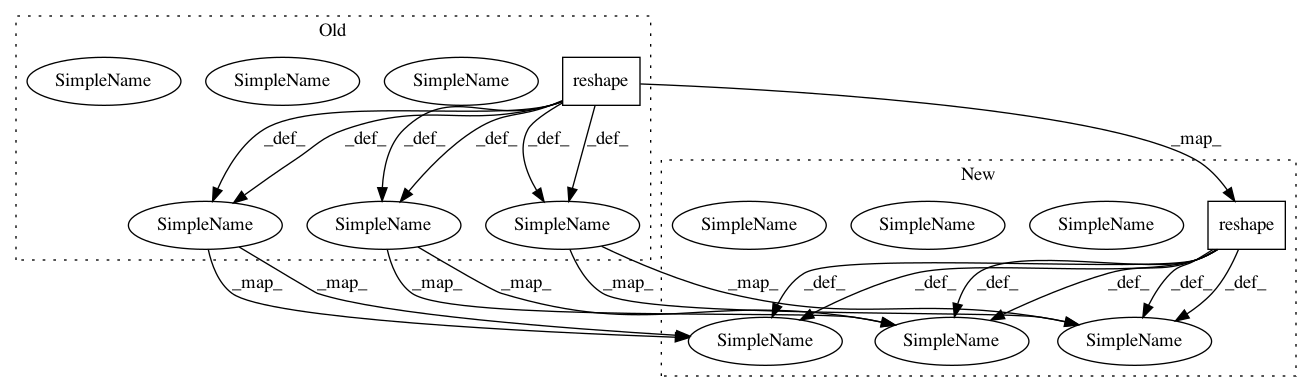 Old
SimpleName SimpleName SimpleName reshape
_def_ _def_ _def_ _def_ _def_ _def_ _map_
New
SimpleName SimpleName SimpleName SimpleName SimpleName SimpleName reshape
_map_ _map_ _map_ _map_ _map_ _map_ _def_ _def_ _def_ _def_ _def_ _def_
SimpleName SimpleName SimpleName